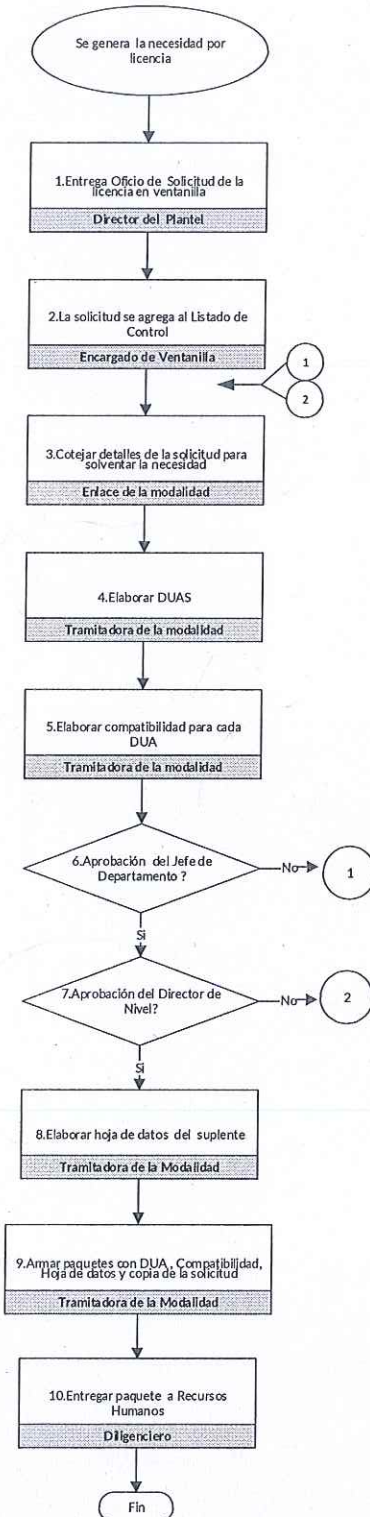 Se genera la necesidad por
licencia
1.Entrega Oficio de Solicitud de la
licencia en ventanilla
Director del Plantel
2.La solicitud se agrega al Listado de
Control
Encargado de Ventanilla
1
2
3.Cotejar detalles de la solicitud para
solventar la necesidad
Enlace de la modalidad
4.Elaborar DUAS
Tramitadora de la modalidad
5.Elaborar compatibilidad para cada
DUA
Tramitadora de la modalidad
6.Aprobación del Jefe de
Departamento ?
No
1
Si
7.Aprobación del Director de
Nivel?
No
2
Si
8.Elaborar hoja de datos del suplente
Tramitadora de la Modalidad
9.Armar paquetes con DUA, Compatibilidad,
Hoja de datos y copia de la solicitud
Tramitadora de la Modalidad
10.Entregar paquete a Recursos
Humanos
Diligenciero
Fin